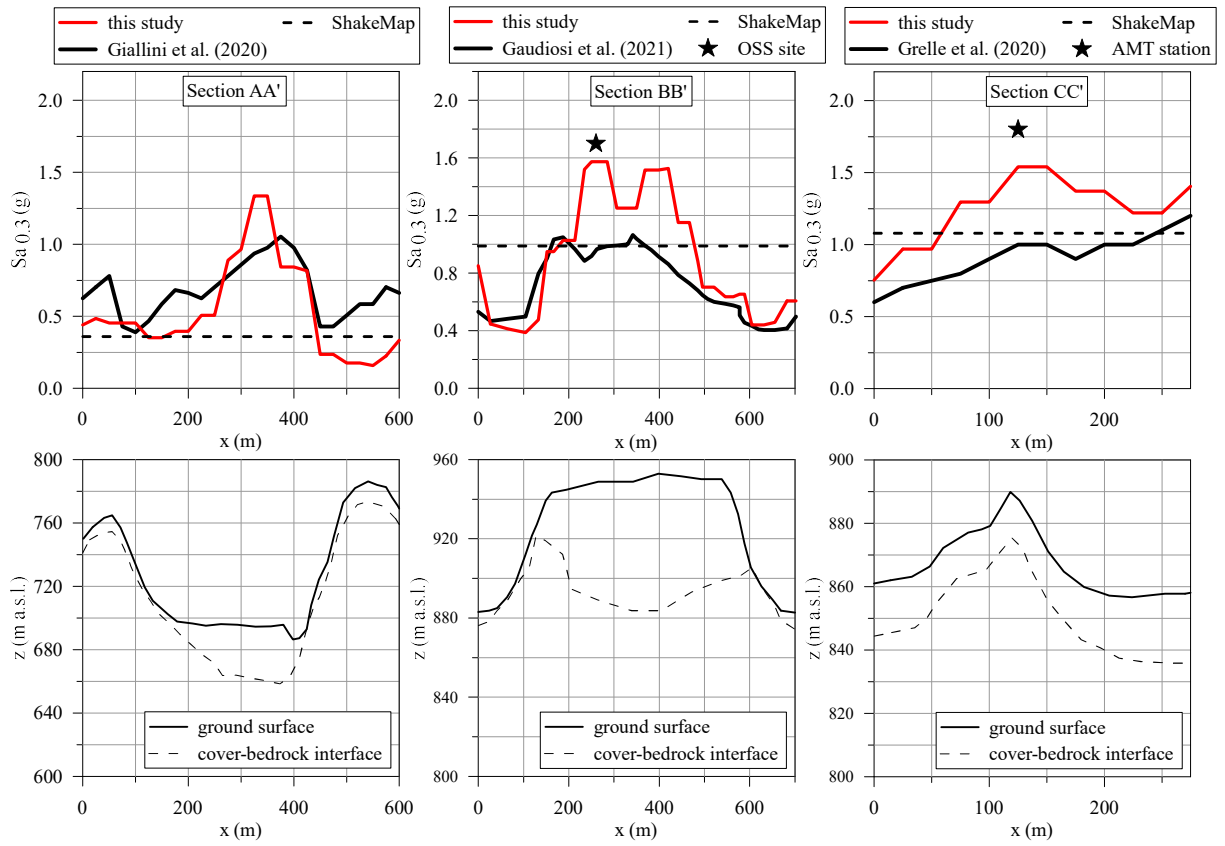 this study
ShakeMap
Giallini et al. (2020)
this study
ShakeMap
Gaudiosi et al. (2021)
OSS site
this study
ShakeMap
Grelle et al. (2020)
AMT station
Section AA'
2.0
1.5
1.0
0.5
0.0
Sa 0.3 (g)
0 200 400 600
x (m)
Section BB'
2.0
1.6
1.2
0.8
0.4
0.0
Sa 0.3 (g)
0 200 400 600
x (m)
Section CC'
2.0
1.5
1.0
0.5
0.0
Sa 0.3 (g)
0 100 200
x (m)
800
760
720
680
640
600
z (m a.s.l.)
ground surface
cover-bedrock interface
0 200 400 600
x (m)
960
920
880
840
800
z (m a.s.l.)
ground surface
cover-bedrock interface
0 200 400 600
x (m)
900
880
860
840
820
800
z (m a.s.l.)
ground surface
cover-bedrock interface
0 100 200
x (m)